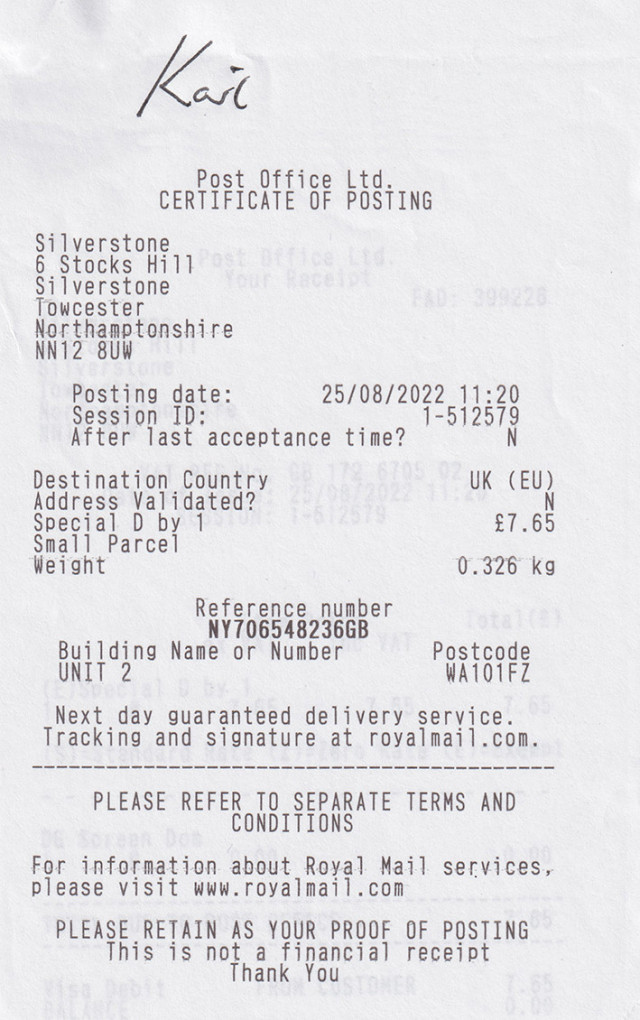 Post Office Ltd.
CERTIFICATE OF POSTING
Silverstone
6 Stocks Hill
Silverstone
Towcester
Northamptonshire
NN12 8UW
Posting date: 25/08/2022 11:20
Session ID: 1-512579
After last acceptance time? N
Destination Country UK (EU)
Address Validated? N
Special D by 1 £7.65
Small Parcel
Weight 0.326 kg
Reference number
NY706548236GB
Building Name or Number Postcode
UNIT 2 WA101FZ
Next day guaranteed delivery service.
Tracking and signature at royalmail.com.
PLEASE REFER TO SEPARATE TERMS AND
CONDITIONS
For information about Royal Mail services,
please visit www.royalmail.com
PLEASE RETAIN AS YOUR PROOF OF POSTING
This is not a financial receipt
Thank You